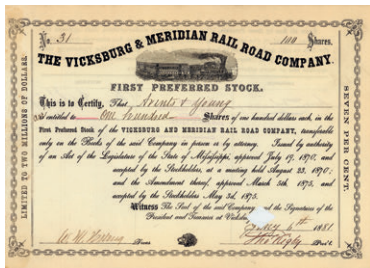 No. 31 100 Shares.
THE VICKSBURG & MERIDIAN RAIL ROAD COMPANY.
FIRST PREFERRED STOCK.
This is to Certify, That & Young
is entitled to One hundred Shares of one hundred dollars each, in the
First Preferred Stock of the VICKSBURG AND MERIDIAN RAIL ROAD COMPANY, transferable
only on the Books of the said Company in person or by attorney. Issued by authority
of an Act of the Legislature of the State of Mississippi, approved July 17, 1870; and
accepted by the Stockholders, at a meeting held August 23, 1870;
and the Amendment thereof, approved March 5th, 1875, and
accepted by the Stockholders May 3d, 1875.
Witness The Seal of the said Company and the Signatures of the
President and Treasurer at
6th 1881
Treas. Pres't.
LIMITED TO TWO MILLIONS OF DOLLARS.
SEVEN PER CENT.